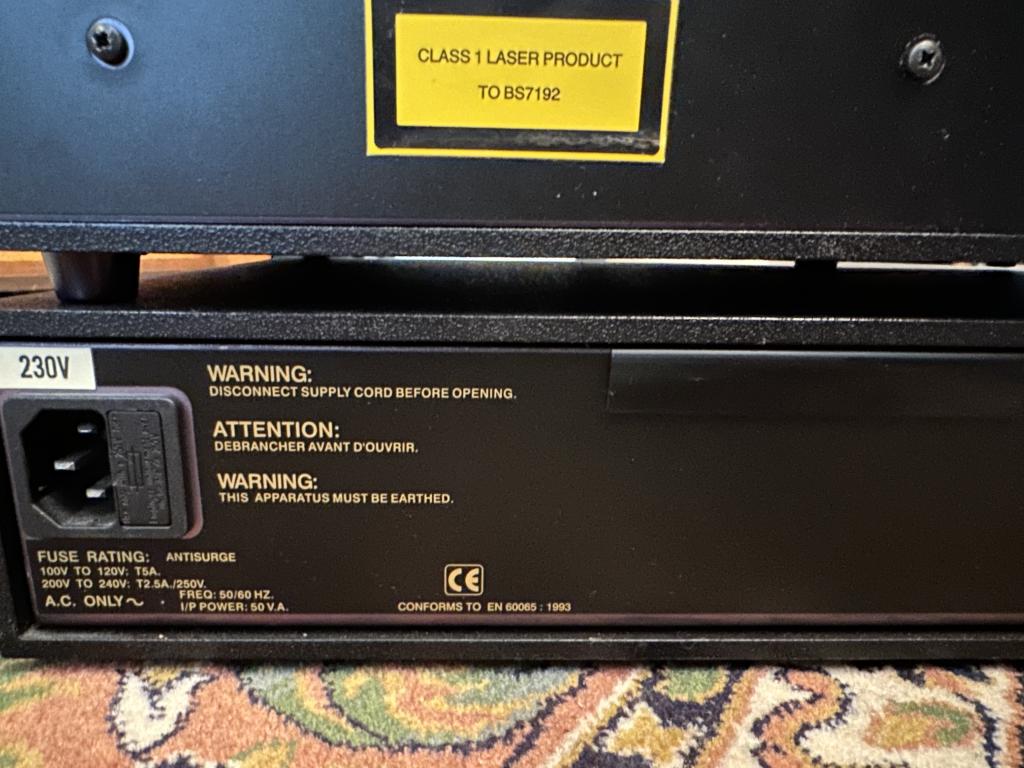 CLASS 1 LASER PRODUCT
TO BS7192
230V
WARNING:
DISCONNECT SUPPLY CORD BEFORE OPENING.
ATTENTION:
DEBRANCHER AVANT D'OUVRIR.
WARNING:
THIS APPARATUS MUST BE EARTHED.
FUSE RATING: ANTISURGE
100V TO 120V: T5A.
200V TO 240V: T2.5A./250V.
A.C. ONLY~
FREQ: 50/60 HZ.
I/P POWER: 50 V.A.
CE
CONFORMS TO EN 60065 : 1993